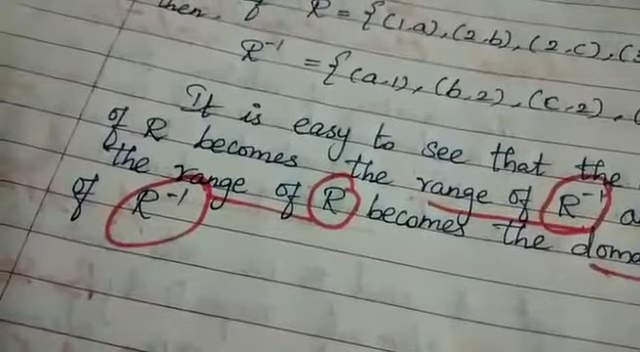 then, if R = {(1,a), (2,b), (2,c), (3
R⁻¹ = {(a,1), (b,2), (c,2), (
It is easy to see that the
of R becomes the range of R⁻¹ a
the range of R becomes the doma
of R⁻¹